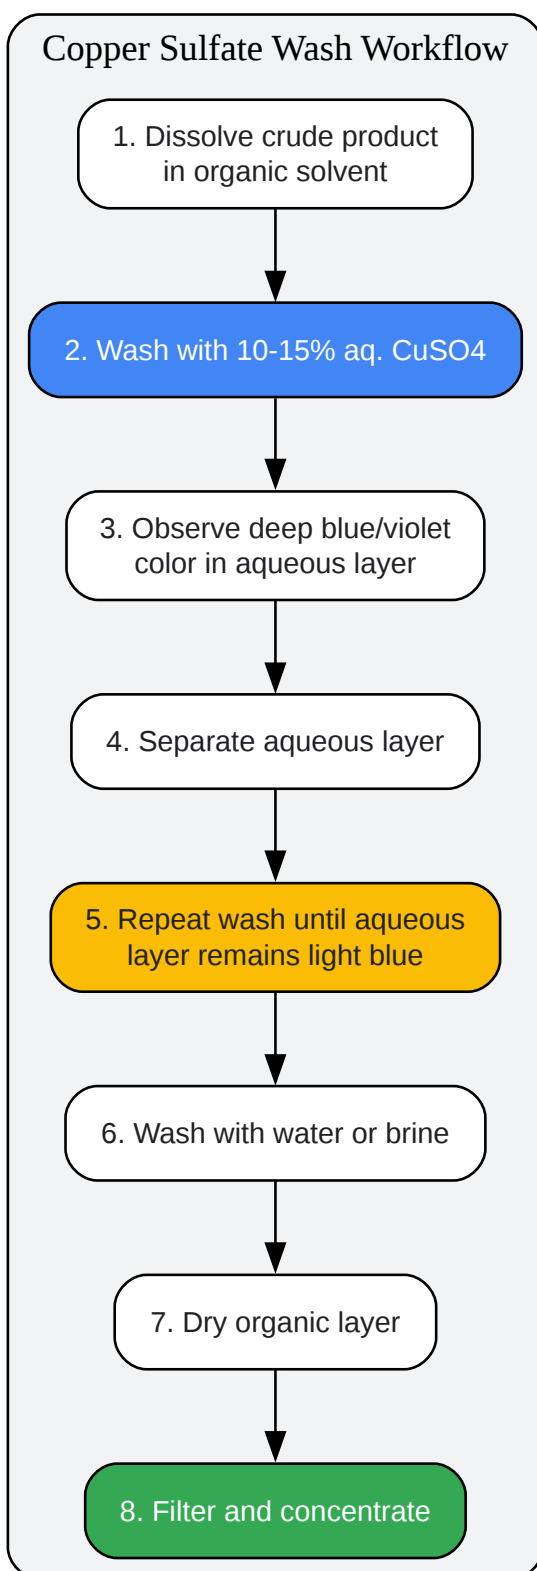 Copper Sulfate Wash Workflow
1. Dissolve crude product
in organic solvent
2. Wash with 10-15% aq. CuSO4
3. Observe deep blue/violet
color in aqueous layer
4. Separate aqueous layer
5. Repeat wash until aqueous
layer remains light blue
6. Wash with water or brine
7. Dry organic layer
8. Filter and concentrate